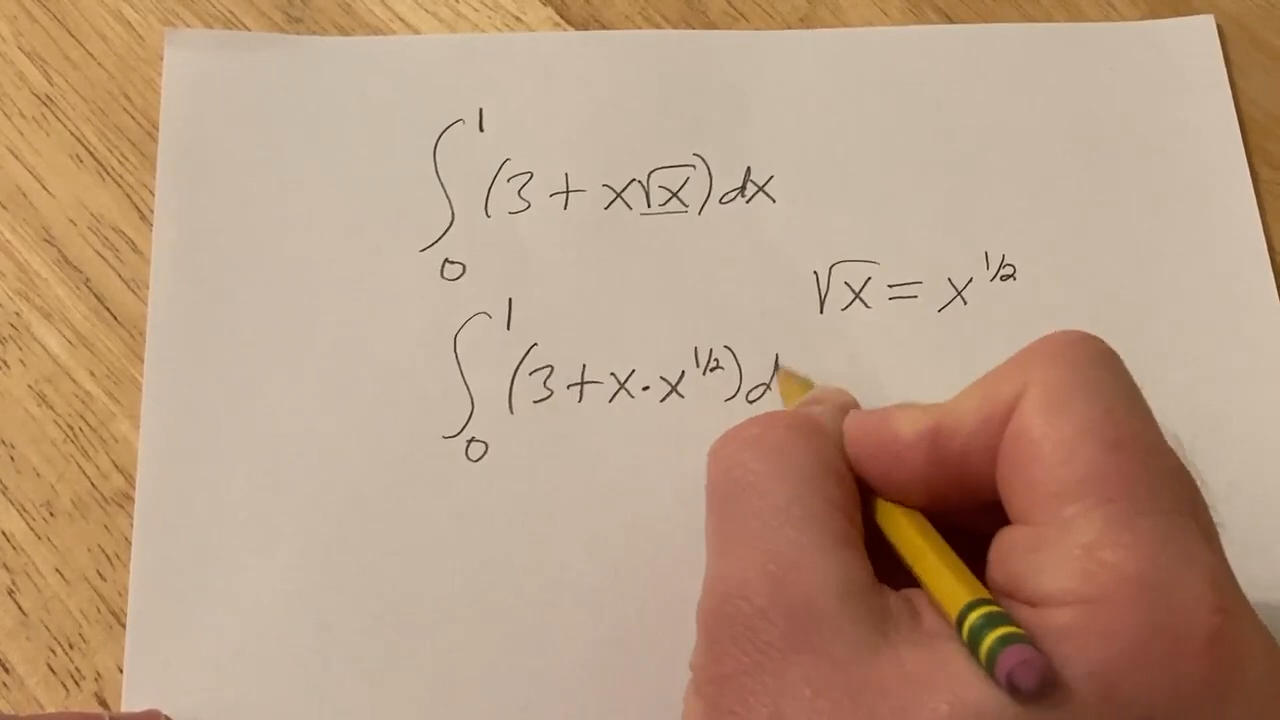 ∫₀¹ (3 + x√x) dx
√x = x^1/2
∫₀¹ (3 + x · x^1/2) d